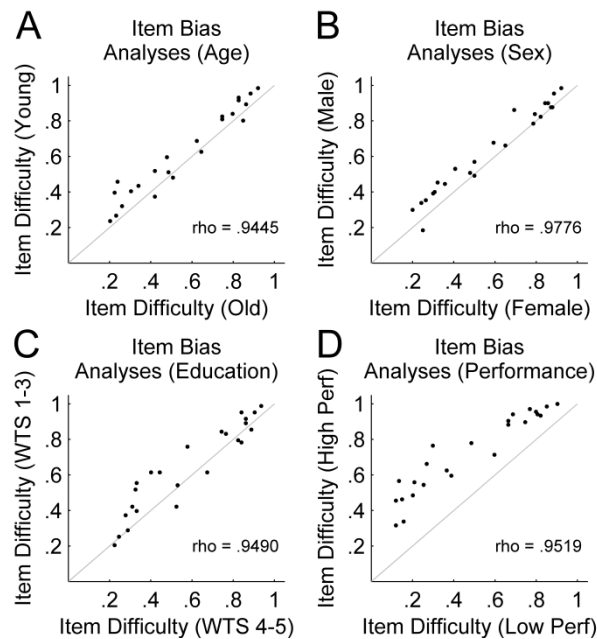 A
Item Bias
Analyses (Age)
Item Difficulty (Young)
1
.8
.6
.4
.2
rho = .9445
.2 .4 .6 .8 1
Item Difficulty (Old)
B
Item Bias
Analyses (Sex)
Item Difficulty (Male)
1
.8
.6
.4
.2
rho = .9776
.2 .4 .6 .8 1
Item Difficulty (Female)
C
Item Bias
Analyses (Education)
Item Difficulty (WTS 1-3)
1
.8
.6
.4
.2
rho = .9490
.2 .4 .6 .8 1
Item Difficulty (WTS 4-5)
D
Item Bias
Analyses (Performance)
Item Difficulty (High Perf)
1
.8
.6
.4
.2
rho = .9519
.2 .4 .6 .8 1
Item Difficulty (Low Perf)